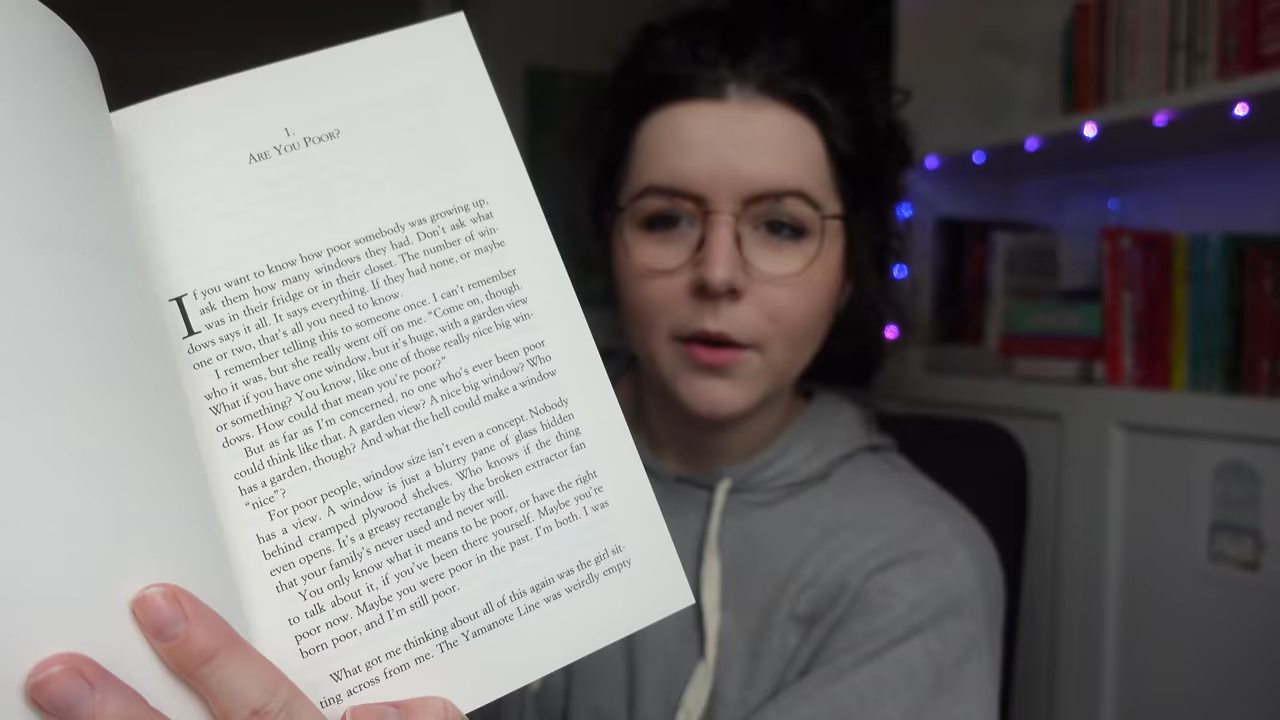 1.
ARE YOU POOR?
If you want to know how poor somebody was growing up,
ask them how many windows they had. Don't ask what
was in their fridge or in their closet. The number of win-
dows says it all. It says everything. If they had none, or maybe
one or two, that's all you need to know.
I remember telling this to someone once. I can't remember
who it was, but she really went off on me. “Come on, though.
What if you have one window, but it's huge, with a garden view
or something? You know, like one of those really nice big win-
dows. How could that mean you're poor?”
But as far as I'm concerned, no one who's ever been poor
could think like that. A garden view? A nice big window? Who
has a garden, though? And what the hell could make a window
“nice”?
For poor people, window size isn't even a concept. Nobody
has a view. A window is just a blurry pane of glass hidden
behind cramped plywood shelves. Who knows if the thing
even opens. It's a greasy rectangle by the broken extractor fan
that your family's never used and never will.
You only know what it means to be poor, or have the right
to talk about it, if you've been there yourself. Maybe you're
poor now. Maybe you were poor in the past. I'm both. I was
born poor, and I'm still poor.
What got me thinking about all of this again was the girl sit-
ting across from me. The Yamanote Line was weirdly empty